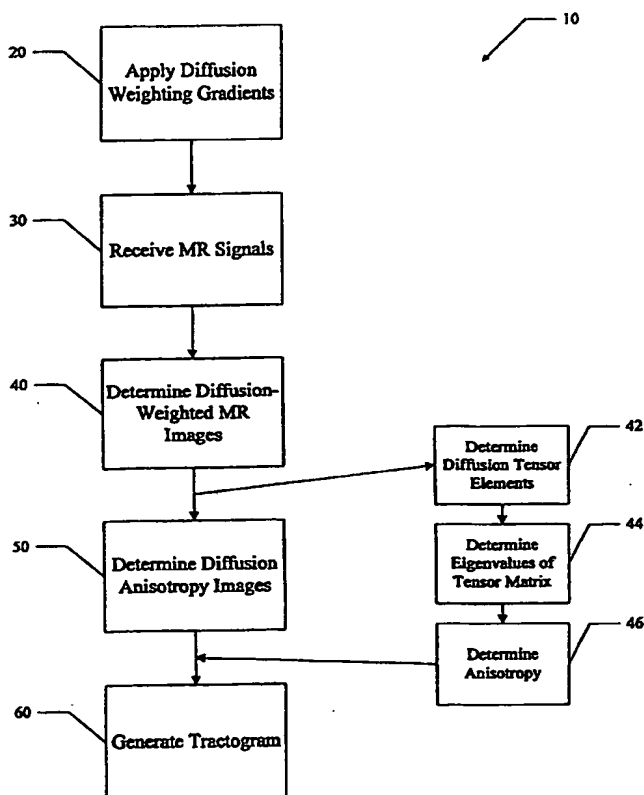 10
20
Apply Diffusion
Weighting Gradients
30
Receive MR Signals
40
Determine Diffusion-
Weighted MR
Images
42
Determine
Diffusion Tensor
Elements
44
Determine
Eigenvalues of
Tensor Matrix
50
Determine Diffusion
Anisotropy Images
46
Determine
Anisotropy
60
Generate Tractogram